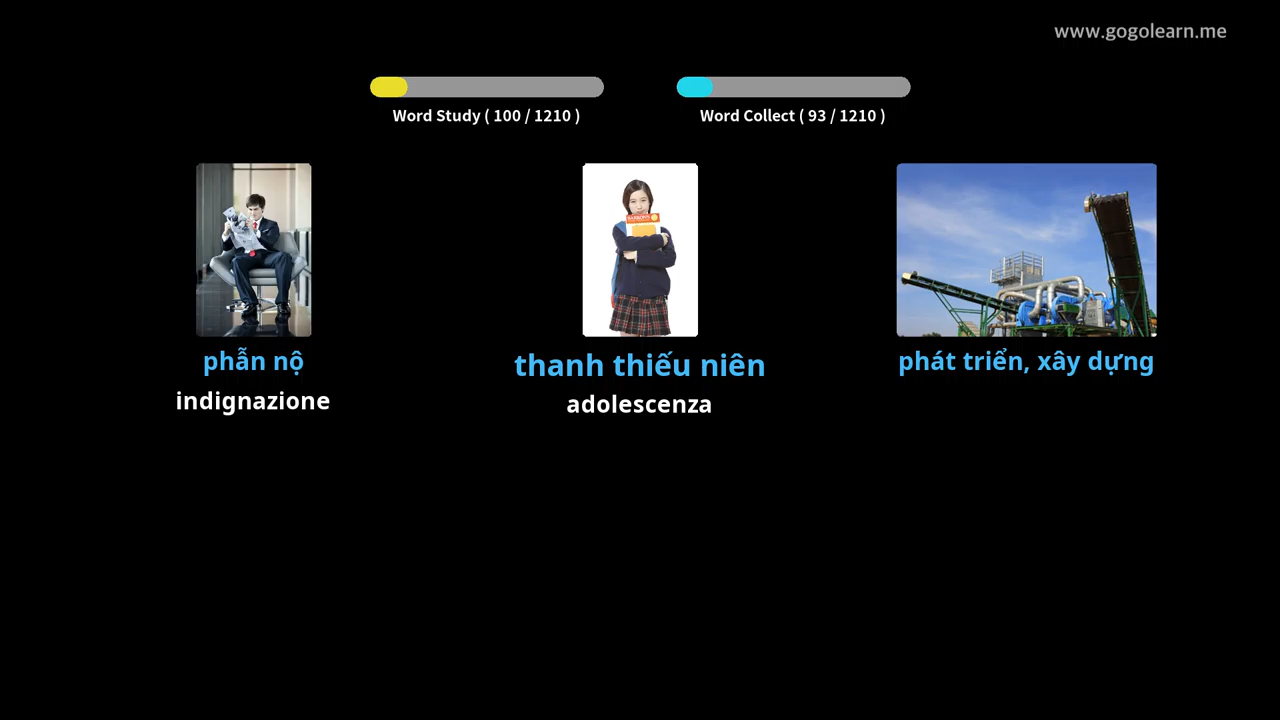 www.gogolearn.me
Word Study ( 100 / 1210 )
Word Collect ( 93 / 1210 )
phẫn nộ
indignazione
thanh thiếu niên
adolescenza
phát triển, xây dựng